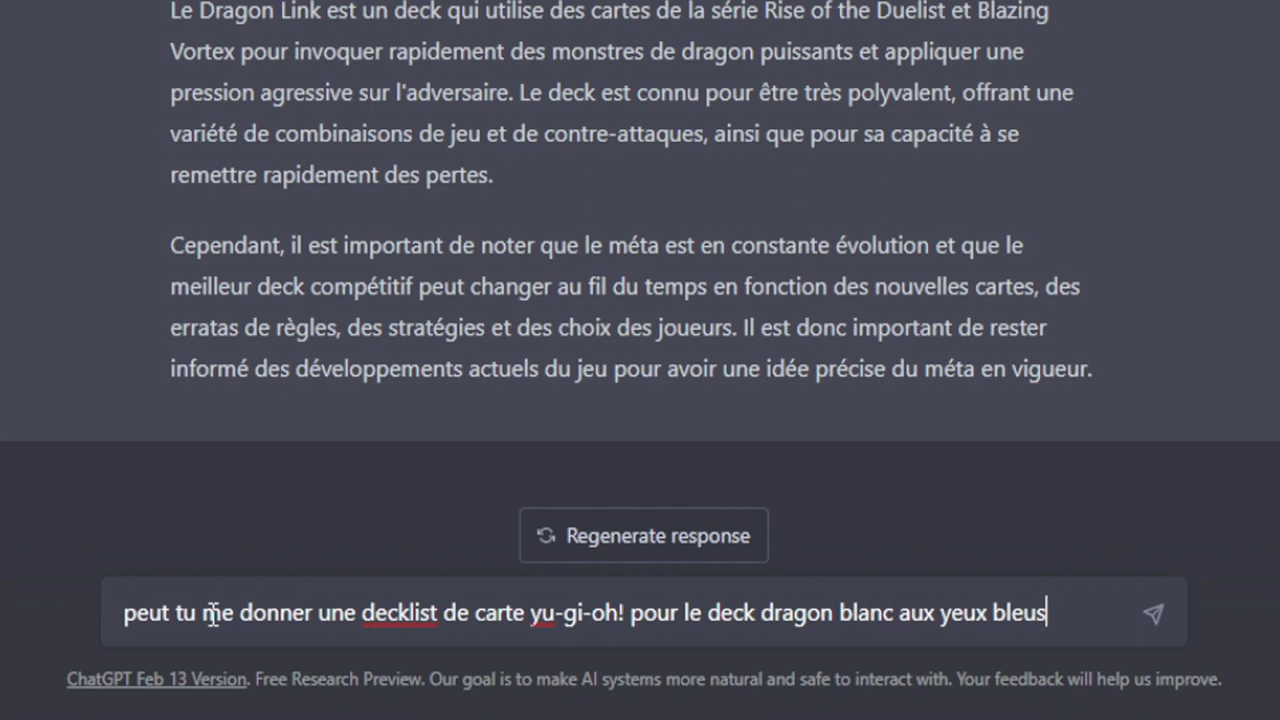 Le Dragon Link est un deck qui utilise des cartes de la série Rise of the Duelist et Blazing
Vortex pour invoquer rapidement des monstres de dragon puissants et appliquer une
pression agressive sur l'adversaire. Le deck est connu pour être très polyvalent, offrant une
variété de combinaisons de jeu et de contre-attaques, ainsi que pour sa capacité à se
remettre rapidement des pertes.
Cependant, il est important de noter que le méta est en constante évolution et que le
meilleur deck compétitif peut changer au fil du temps en fonction des nouvelles cartes, des
erratas de règles, des stratégies et des choix des joueurs. Il est donc important de rester
informé des développements actuels du jeu pour avoir une idée précise du méta en vigueur.
Regenerate response
peut tu me donner une decklist de carte yu-gi-oh! pour le deck dragon blanc aux yeux bleus
ChatGPT Feb 13 Version. Free Research Preview. Our goal is to make AI systems more natural and safe to interact with. Your feedback will help us improve.